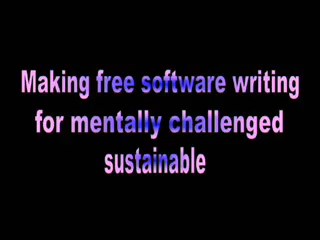 Making free software writing
for mentally challenged
sustainable